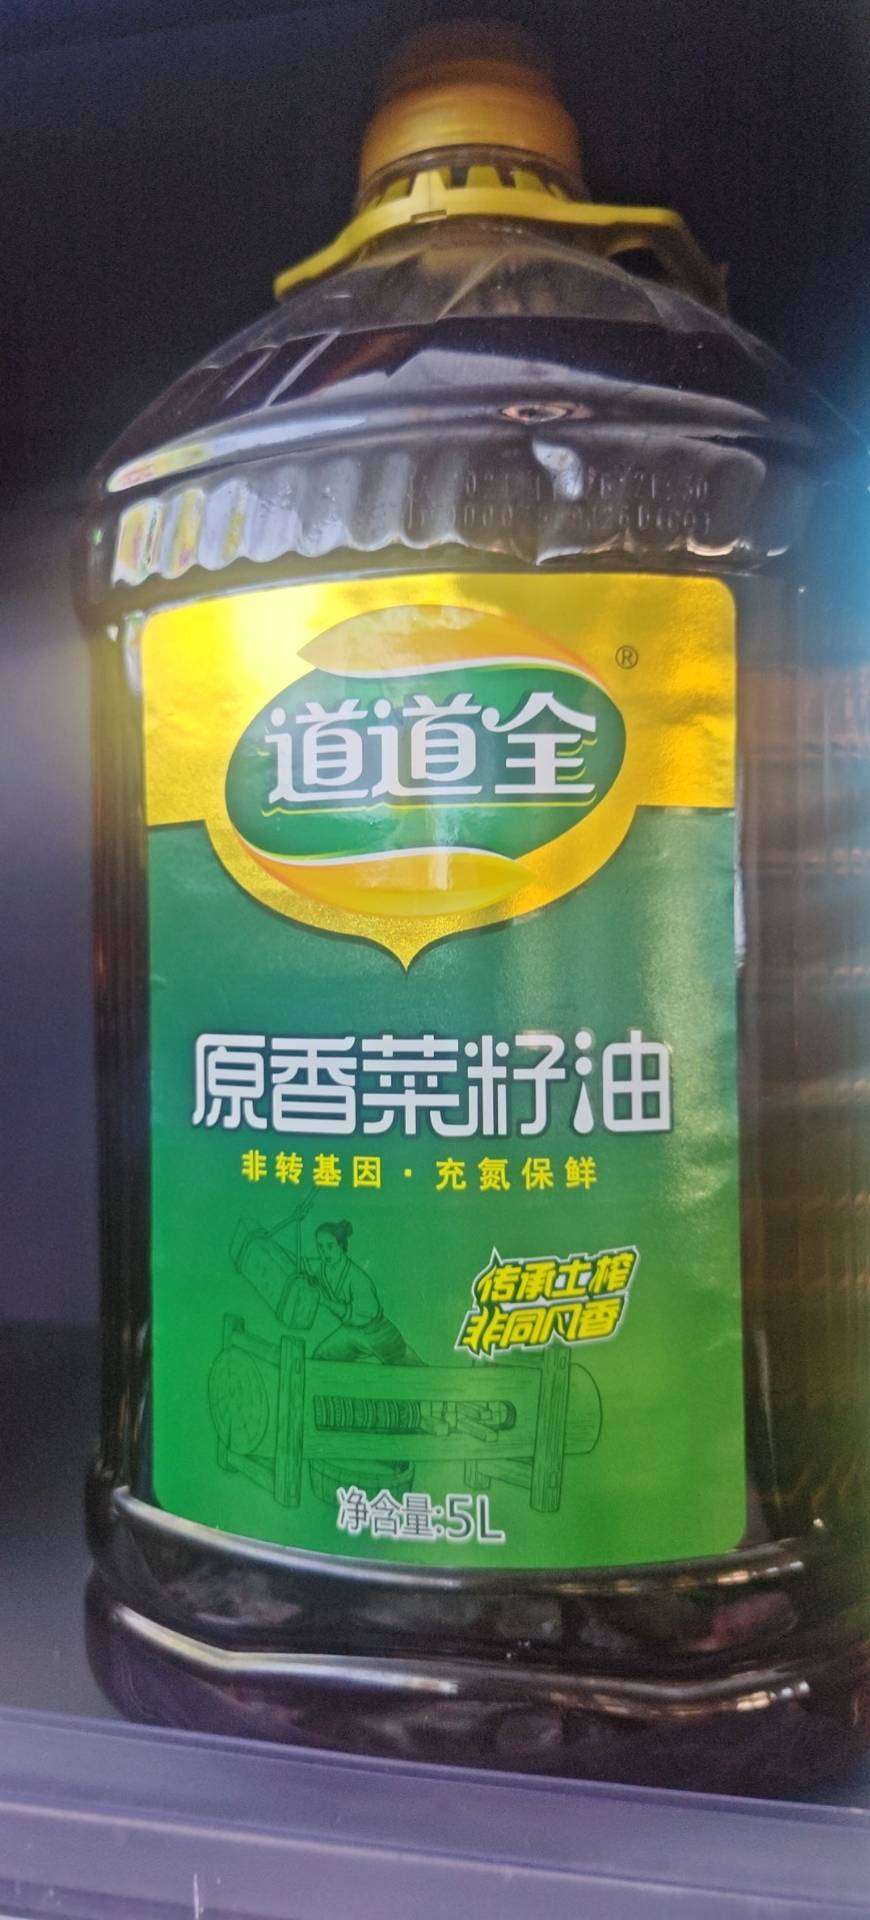 ®
道道全
原香菜籽油
非转基因·充氮保鲜
传承土榨
非同凡香
净含量:5L